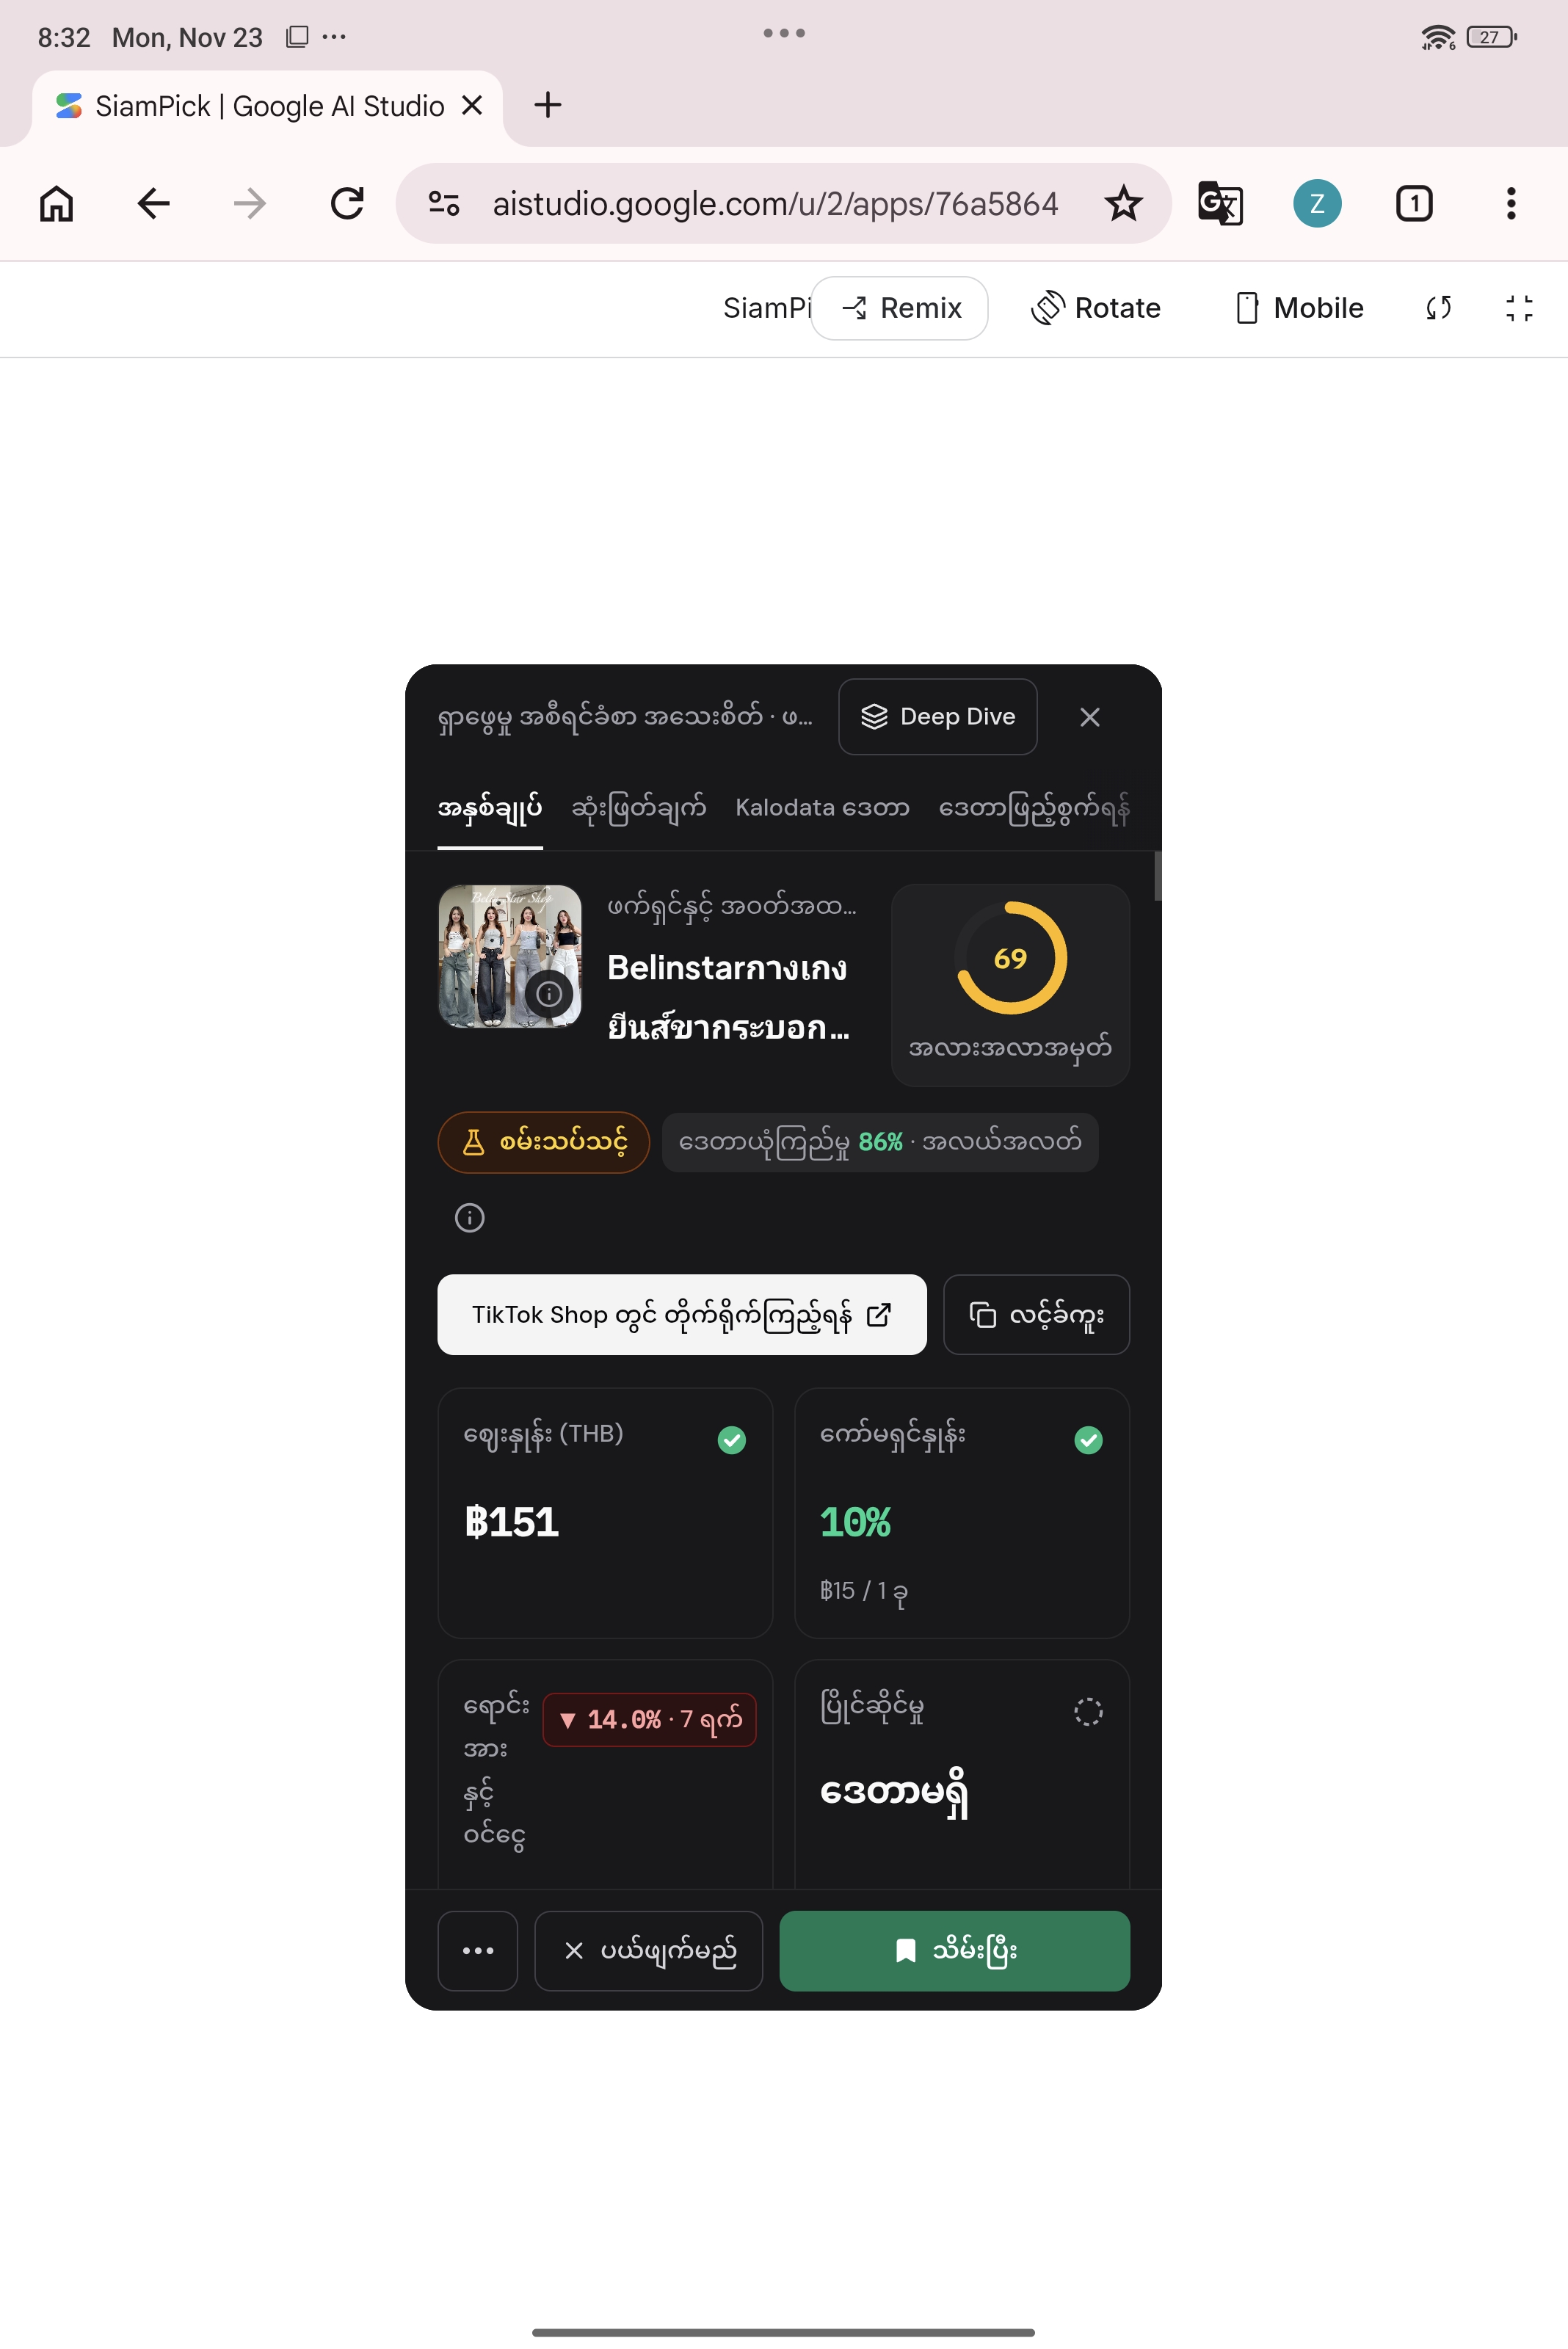 8:32 Mon, Nov 23
27
SiamPick | Google AI Studio
aistudio.google.com/u/2/apps/76a5864
Z
1
SiamPi
Remix
Rotate
Mobile
ရှာဖွေမှု အစီရင်ခံစာ အသေးစိတ် · ဖ...
Deep Dive
အနှစ်ချုပ်
ဆုံးဖြတ်ချက်
Kalodata ဒေတာ
ဒေတာဖြည့်စွက်ရန်
Belin Star Shop
ဖက်ရှင်နှင့် အဝတ်အထ...
Belinstarกางเกง
ยีนส์ขากระบอก...
69
အလားအလာအမှတ်
စမ်းသပ်သင့်
ဒေတာယုံကြည်မှု 86% · အလယ်အလတ်
TikTok Shop တွင် တိုက်ရိုက်ကြည့်ရန်
လင့်ခ်ကူး
ဈေးနှုန်း (THB)
฿151
ကော်မရှင်နှုန်း
10%
฿15 / 1 ခု
ရောင်း
အား
နှင့်
ဝင်ငွေ
▼ 14.0% · 7 ရက်
ပြိုင်ဆိုင်မှု
ဒေတာမရှိ
ပယ်ဖျက်မည်
သိမ်းပြီး